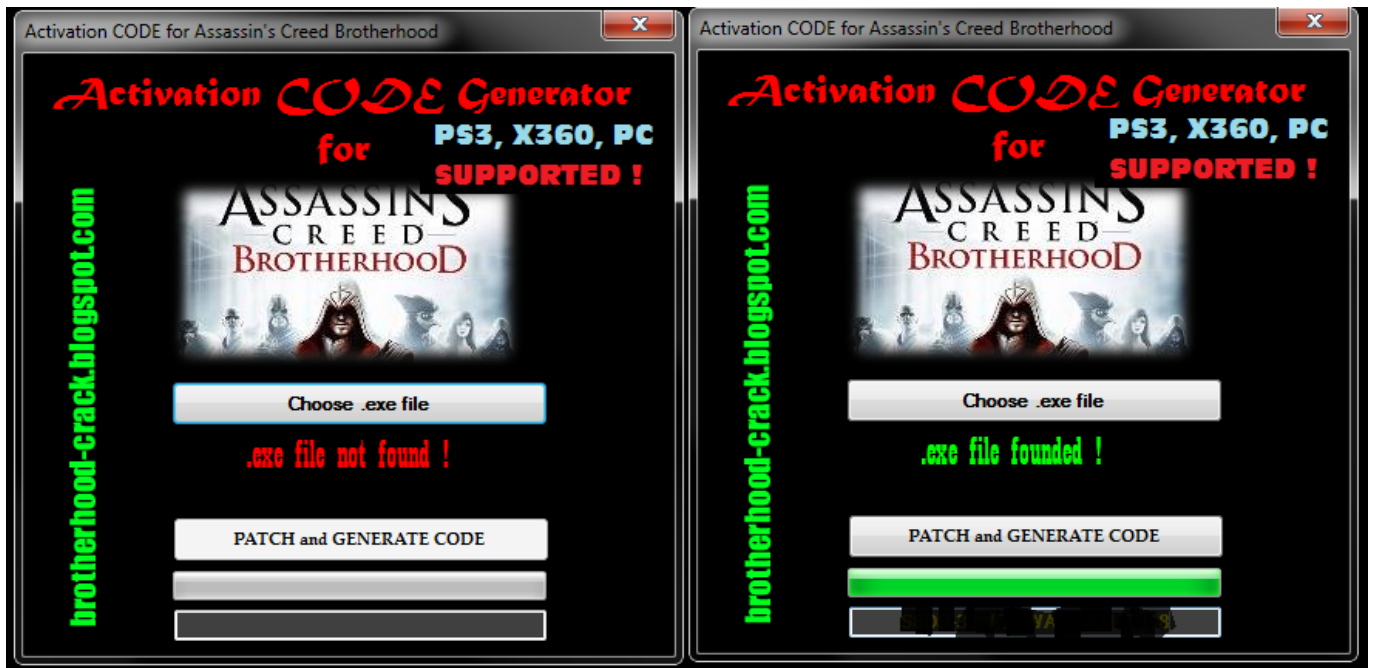 Activation CODE for Assassin's Creed Brotherhood
Activation CODE Generator
for
PS3, X360, PC
SUPPORTED !
ASSASSIN'S
CREED
BROTHERHOOD
brotherhood-crack.blogspot.com
Choose .exe file
.exe file not found !
PATCH and GENERATE CODE
Activation CODE for Assassin's Creed Brotherhood
Activation CODE Generator
for
PS3, X360, PC
SUPPORTED !
ASSASSIN'S
CREED
BROTHERHOOD
brotherhood-crack.blogspot.com
Choose .exe file
.exe file founded !
PATCH and GENERATE CODE